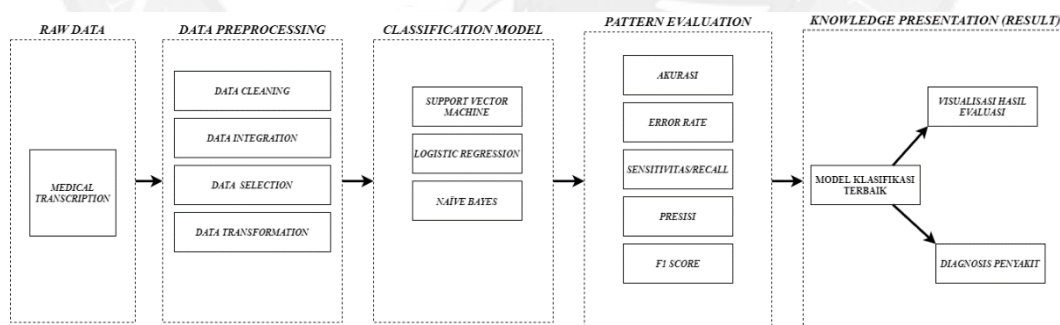 RAW DATA
MEDICAL
TRANSCRIPTION
DATA PREPROCESSING
DATA CLEANING
DATA INTEGRATION
DATA SELECTION
DATA TRANSFORMATION
CLASSIFICATION MODEL
SUPPORT VECTOR
MACHINE
LOGISTIC REGRESSION
NAÏVE BAYES
PATTERN EVALUATION
AKURASI
ERROR RATE
SENSITIVITAS/RECALL
PRESISI
F1 SCORE
KNOWLEDGE PRESENTATION (RESULT)
VISUALISASI HASIL
EVALUASI
MODEL KLASIFIKASI
TERBAIK
DIAGNOSIS PENYAKIT